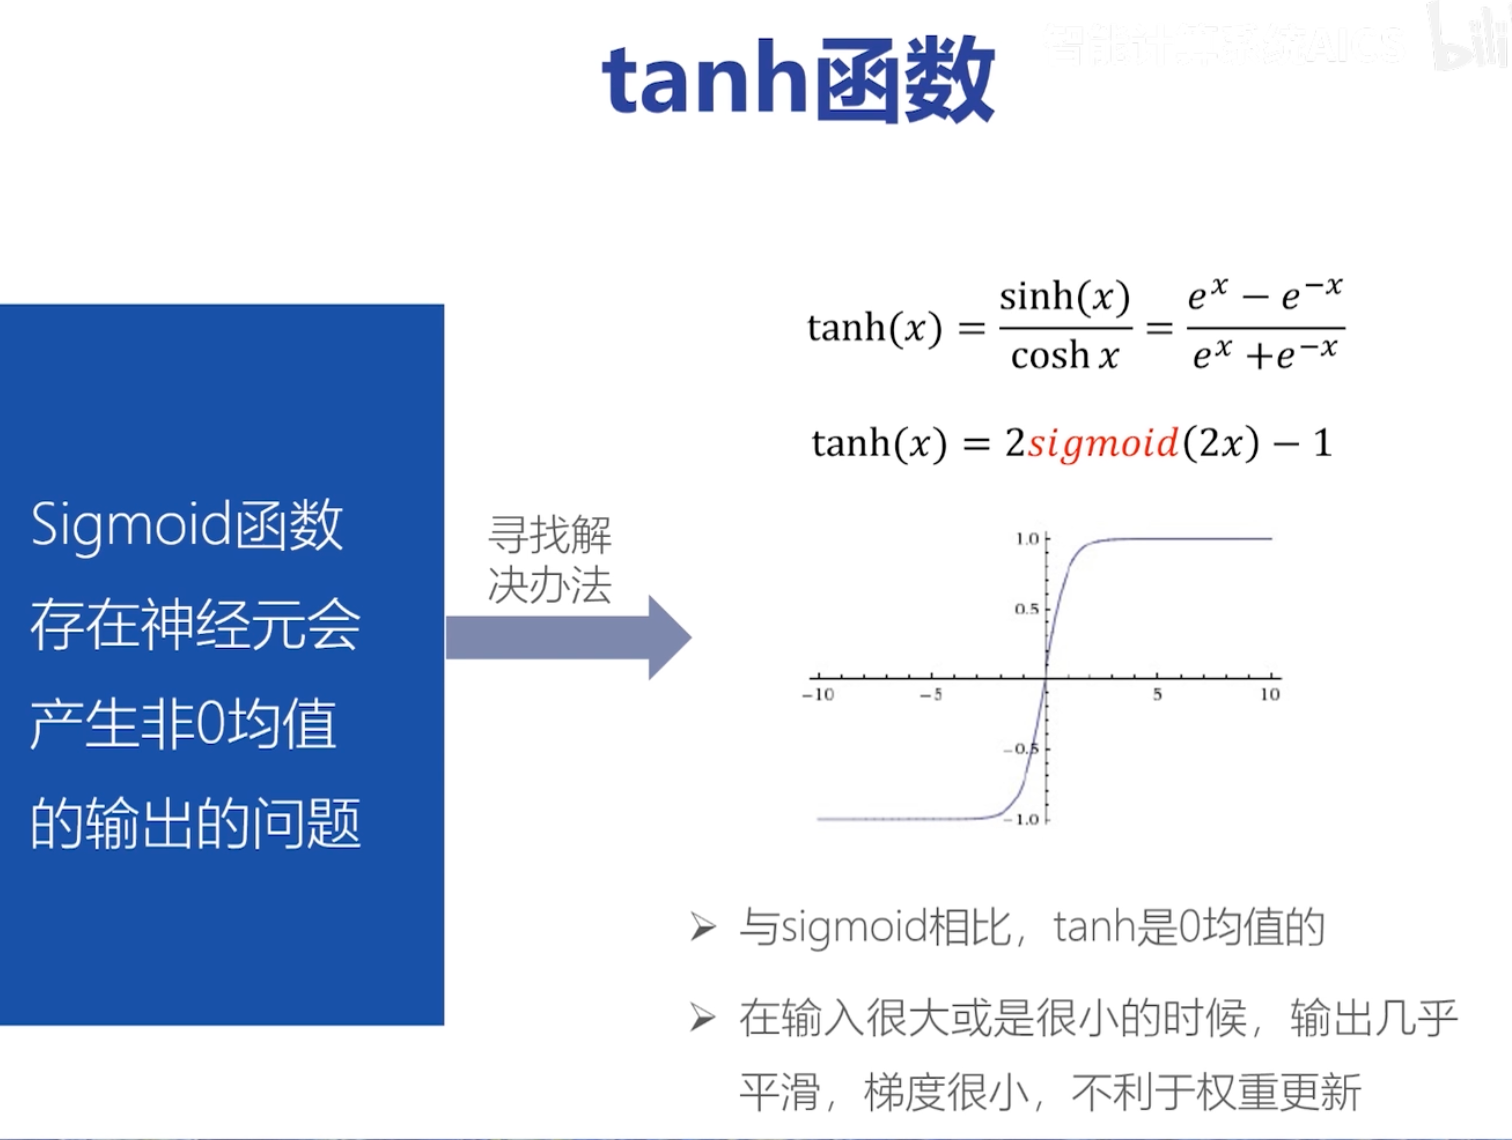 智能计算系统AICS bili
tanh函数
tanh(x) = sinh(x) / cosh x = (e^x − e^−x) / (e^x +e^−x)
tanh(x) = 2sigmoid(2x) − 1
Sigmoid函数
存在神经元会
产生非0均值
的输出的问题
寻找解
决办法
1.0
0.5
−10 −5 5 10
−0.5
−1.0
➢ 与sigmoid相比，tanh是0均值的
➢ 在输入很大或是很小的时候，输出几乎
平滑，梯度很小，不利于权重更新